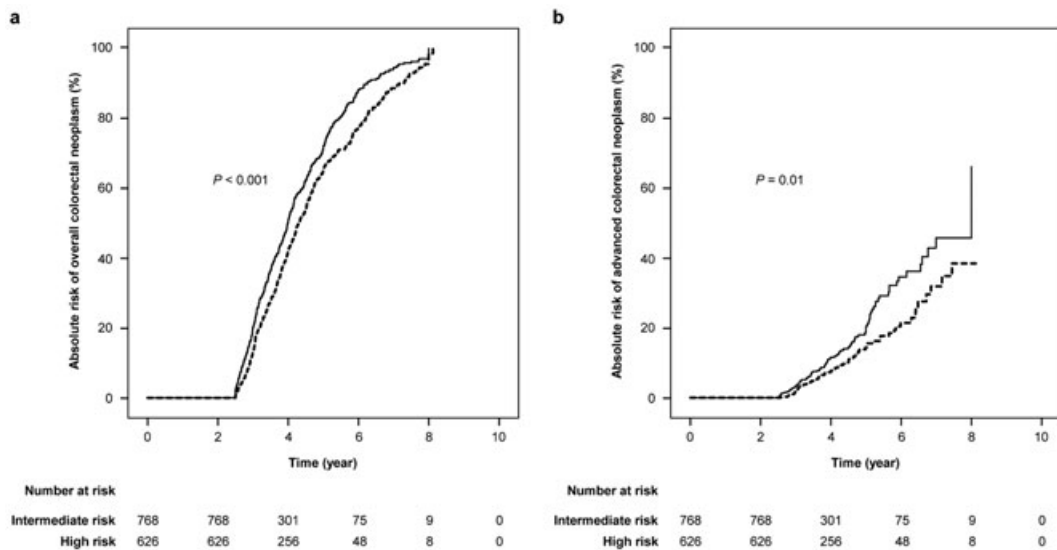 a
Absolute risk of overall colorectal neoplasm (%)
100
80
60
40
20
0
P < 0.001
0 2 4 6 8 10
Time (year)
Number at risk
Intermediate risk 768 768 301 75 9 0
High risk 626 626 256 48 8 0
b
Absolute risk of advanced colorectal neoplasm (%)
100
80
60
40
20
0
P = 0.01
0 2 4 6 8 10
Time (year)
Number at risk
Intermediate risk 768 768 301 75 9 0
High risk 626 626 256 48 8 0